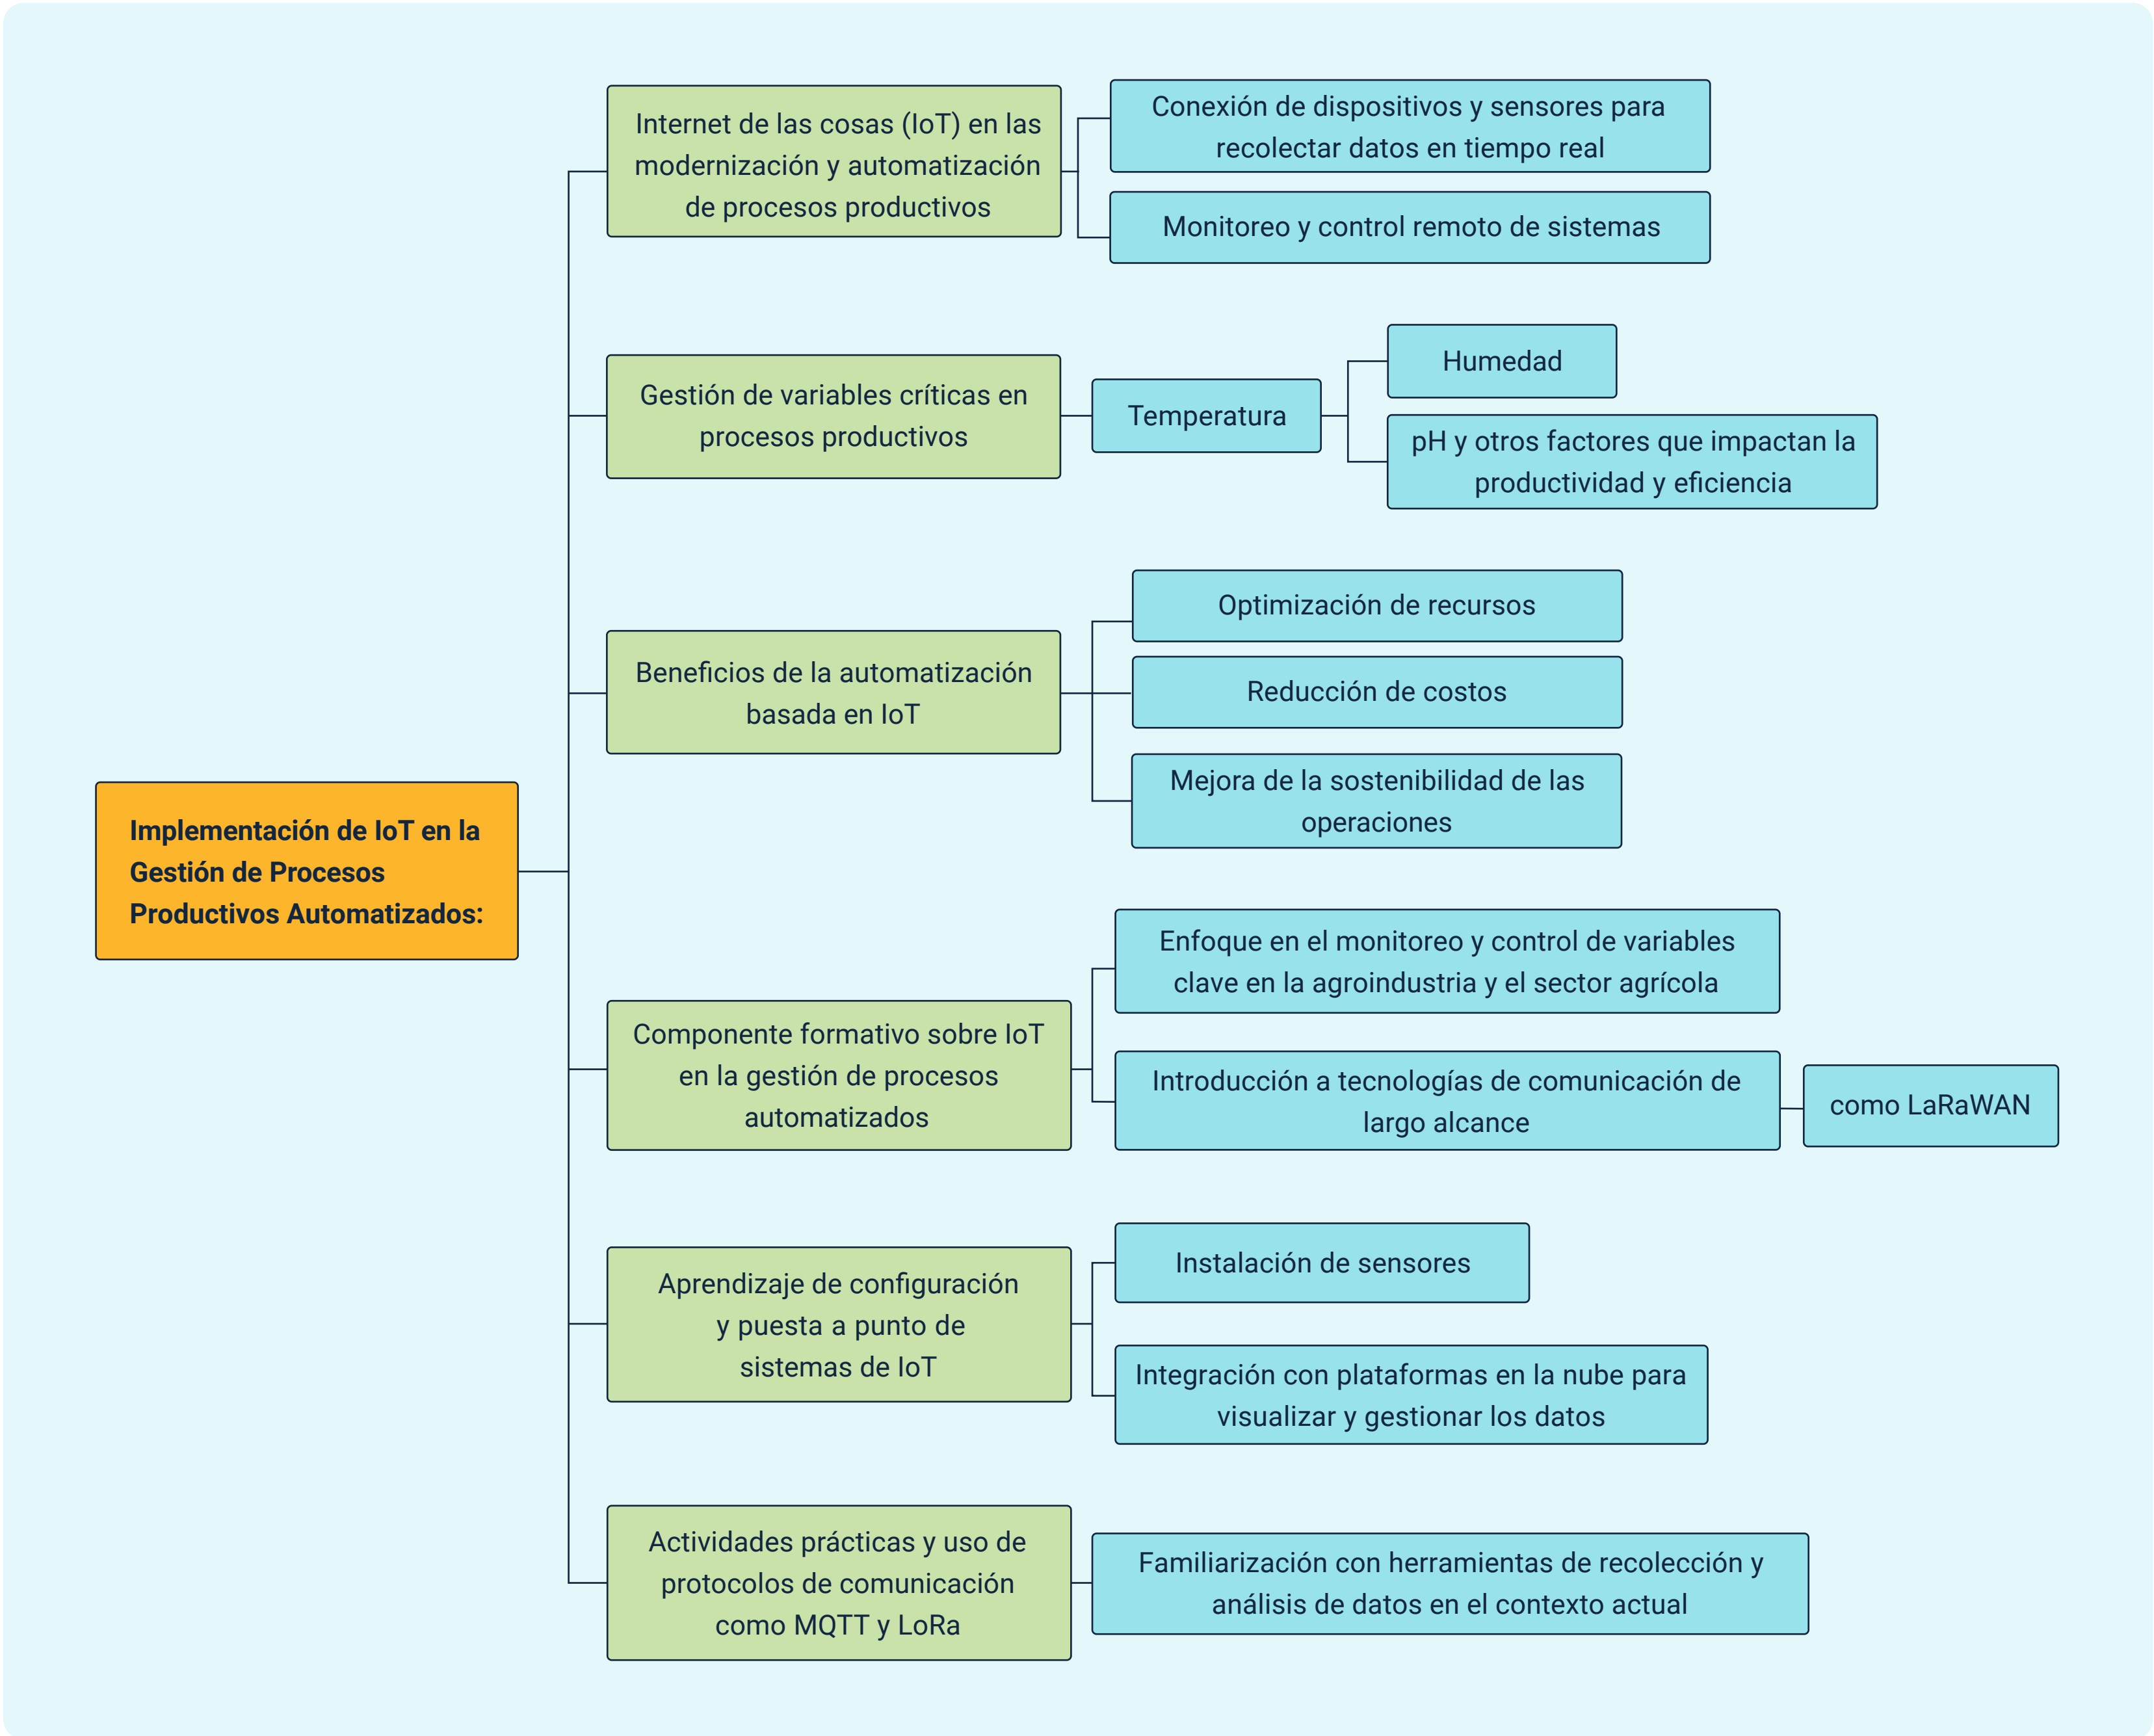 Implementación de IoT en la
Gestión de Procesos
Productivos Automatizados:
Internet de las cosas (IoT) en las
modernización y automatización
de procesos productivos
Conexión de dispositivos y sensores para
recolectar datos en tiempo real
Monitoreo y control remoto de sistemas
Gestión de variables críticas en
procesos productivos
Temperatura
Humedad
pH y otros factores que impactan la
productividad y eficiencia
Beneficios de la automatización
basada en IoT
Optimización de recursos
Reducción de costos
Mejora de la sostenibilidad de las
operaciones
Componente formativo sobre IoT
en la gestión de procesos
automatizados
Enfoque en el monitoreo y control de variables
clave en la agroindustria y el sector agrícola
Introducción a tecnologías de comunicación de
largo alcance
como LaRaWAN
Aprendizaje de configuración
y puesta a punto de
sistemas de IoT
Instalación de sensores
Integración con plataformas en la nube para
visualizar y gestionar los datos
Actividades prácticas y uso de
protocolos de comunicación
como MQTT y LoRa
Familiarización con herramientas de recolección y
análisis de datos en el contexto actual